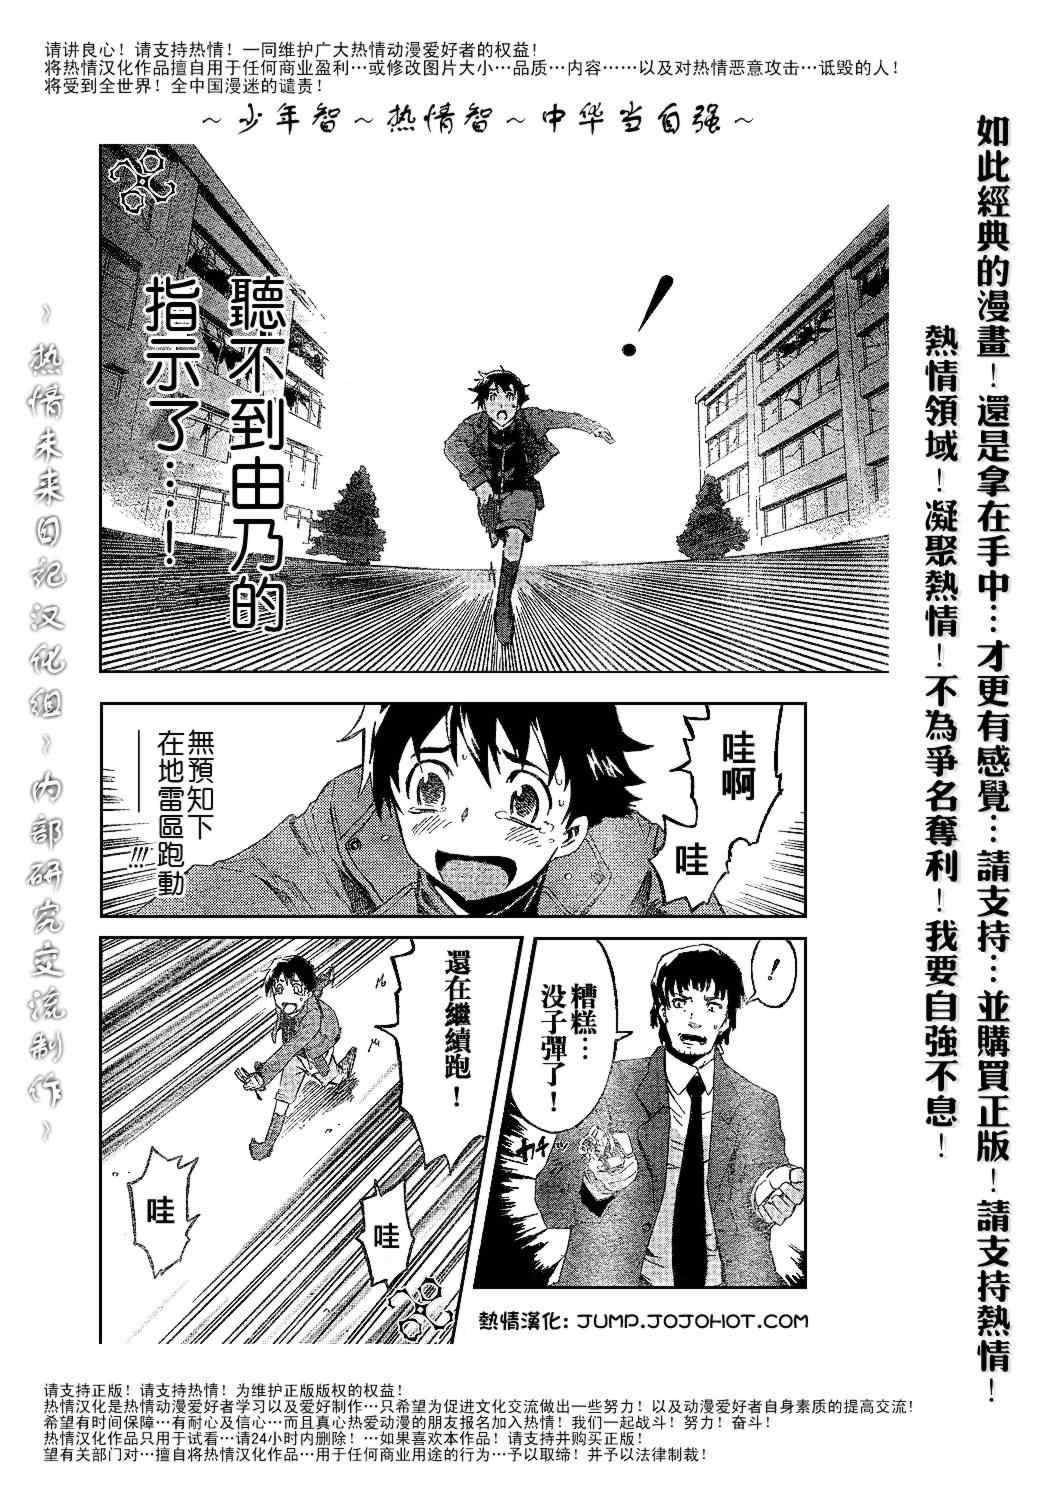 请讲良心！请支持热情！一同维护广大热情动漫爱好者的权益！
将热情汉化作品擅自用于任何商业盈利…或修改图片大小…品质…内容……以及对热情恶意攻击…诋毁的人！
将受到全世界！全中国漫迷的谴责！
～少年智～热情智～中华当自强～
如此經典的漫畫！還是拿在手中…才更有感覺…請支持…並購買正版！請支持熱情！
熱情領域！凝聚熱情！不為爭名奪利！我要自強不息！
～热情未来日记汉化组～内部研究交流制作～
！
聽不到由乃的
指示了…！
哇啊
哇
無預知下
在地雷區跑動
——!!!
！
糟糕…
没子彈了！
カチ
還在繼續跑！
哇
哇
熱情漢化: JUMP.JOJOHOT.COM
请支持正版！请支持热情！为维护正版版权的权益！
热情汉化是热情动漫爱好者学习以及爱好制作…只希望为促进文化交流做出一些努力！以及动漫爱好者自身素质的提高交流！
希望有时间保障…有耐心及信心…而且真心热爱动漫的朋友报名加入热情！我们一起战斗！努力！奋斗！
热情汉化作品只用于试看…请24小时内删除！…如果喜欢本作品！请支持并购买正版！
望有关部门对…擅自将热情汉化作品…用于任何商业用途的行为…予以取缔！并予以法律制裁！